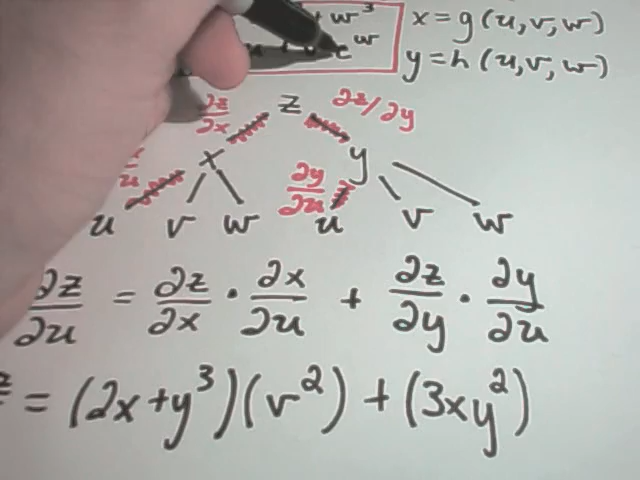 + w³ x = g(u,v,w)
e^w y = h(u,v,w)
∂z/∂x z ∂z/∂y
x y
∂y/∂u
u v w u v w
∂z/∂u = ∂z/∂x · ∂x/∂u + ∂z/∂y · ∂y/∂u
= (2x+y³)(v²) + (3xy²)